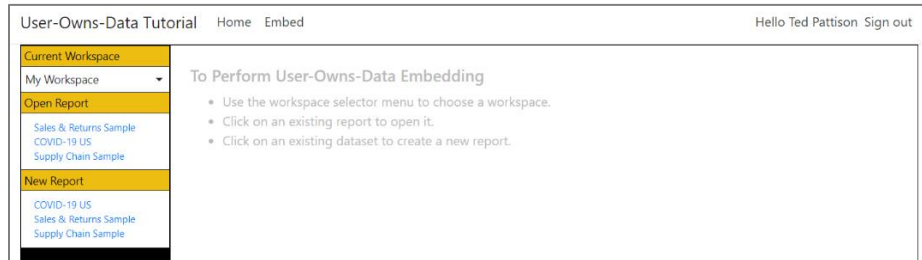 User-Owns-Data Tutorial Home Embed Hello Ted Pattison Sign out
Current Workspace
My Workspace
Open Report
Sales & Returns Sample
COVID-19 US
Supply Chain Sample
New Report
COVID-19 US
Sales & Returns Sample
Supply Chain Sample
To Perform User-Owns-Data Embedding
Use the workspace selector menu to choose a workspace.
Click on an existing report to open it.
Click on an existing dataset to create a new report.